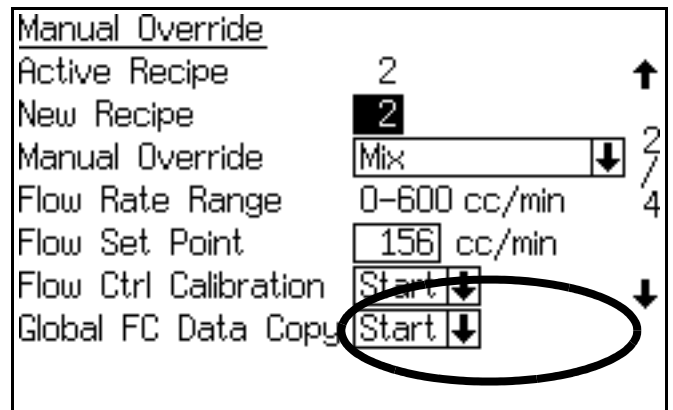 Manual Override
Active Recipe 2
New Recipe 2
Manual Override Mix
Flow Rate Range 0-600 cc/min
Flow Set Point 156 cc/min
Flow Ctrl Calibration Start
Global FC Data Copy Start
2/4